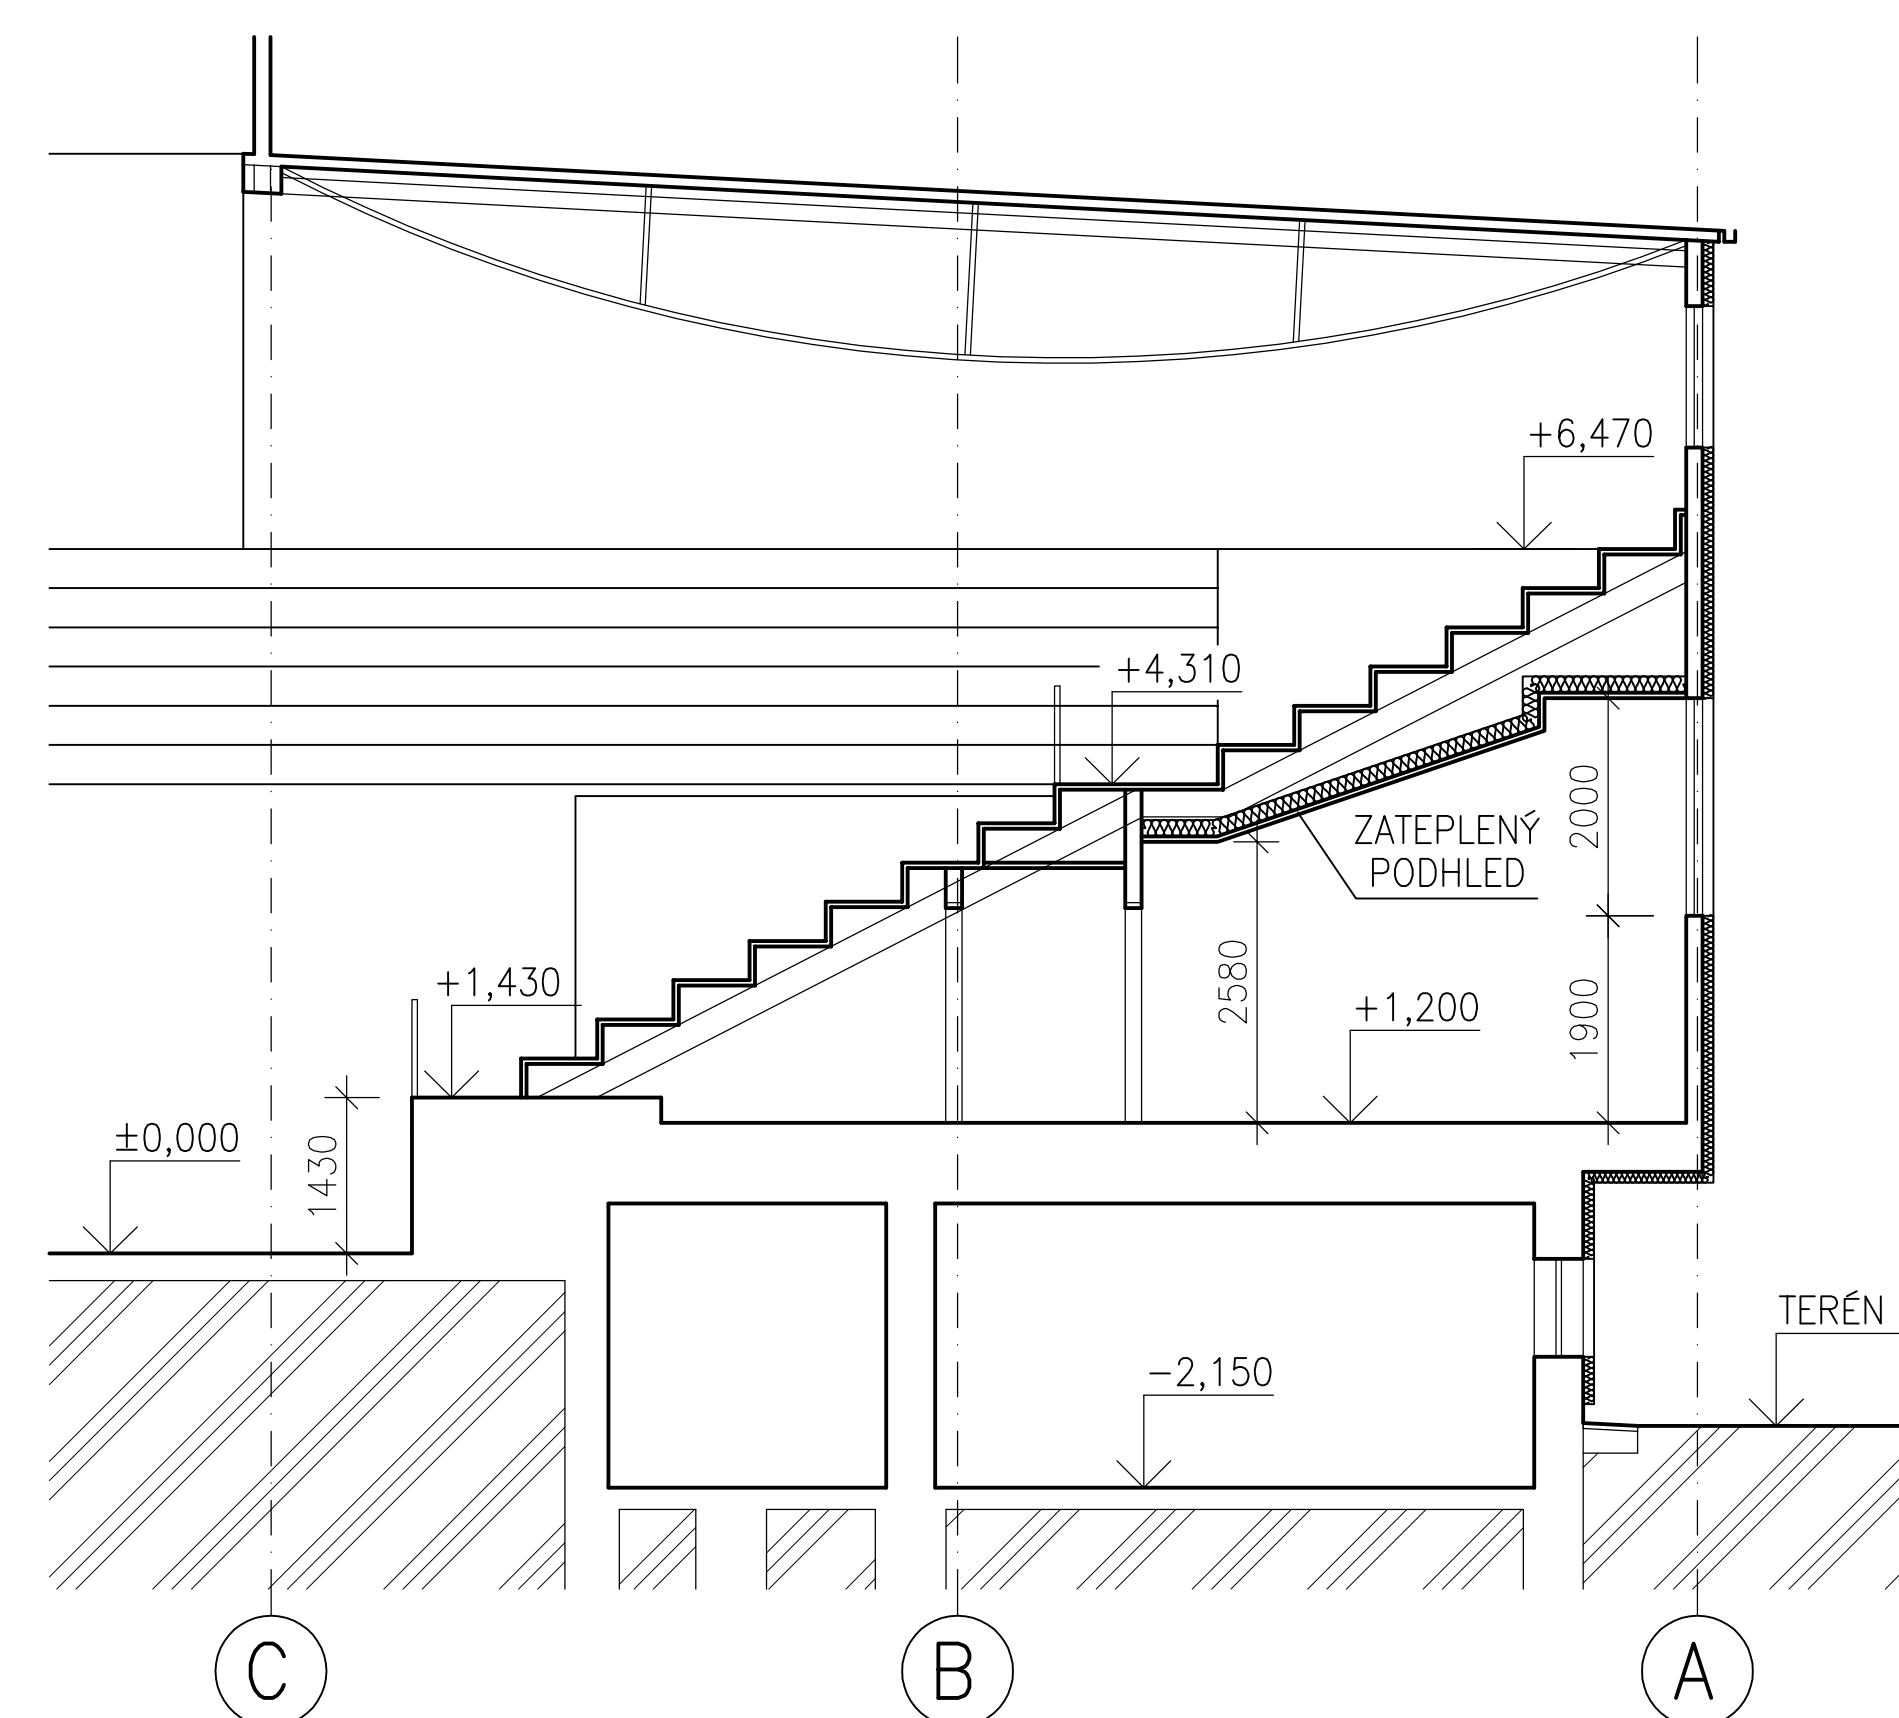 +6,470
+4,310
ZATEPLENÝ
PODHLED
2000
2580
1900
+1,430
+1,200
±0,000
1430
TERÉN
-2,150
C
B
A